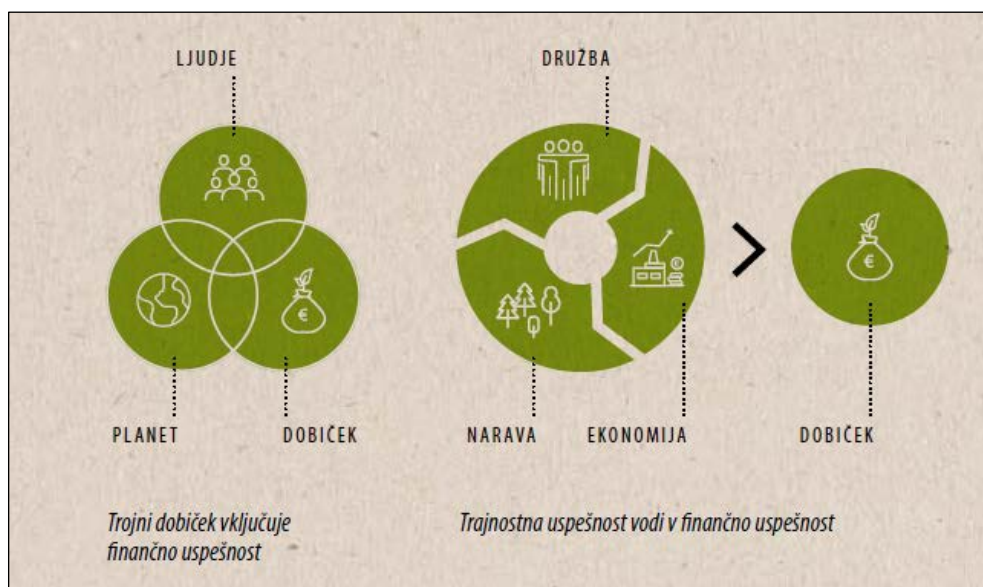 LJUDJE
DRUŽBA
€
€
€
PLANET
DOBIČEK
NARAVA
EKONOMIJA
DOBIČEK
Trojni dobiček vključuje
finančno uspešnost
Trajnostna uspešnost vodi v finančno uspešnost